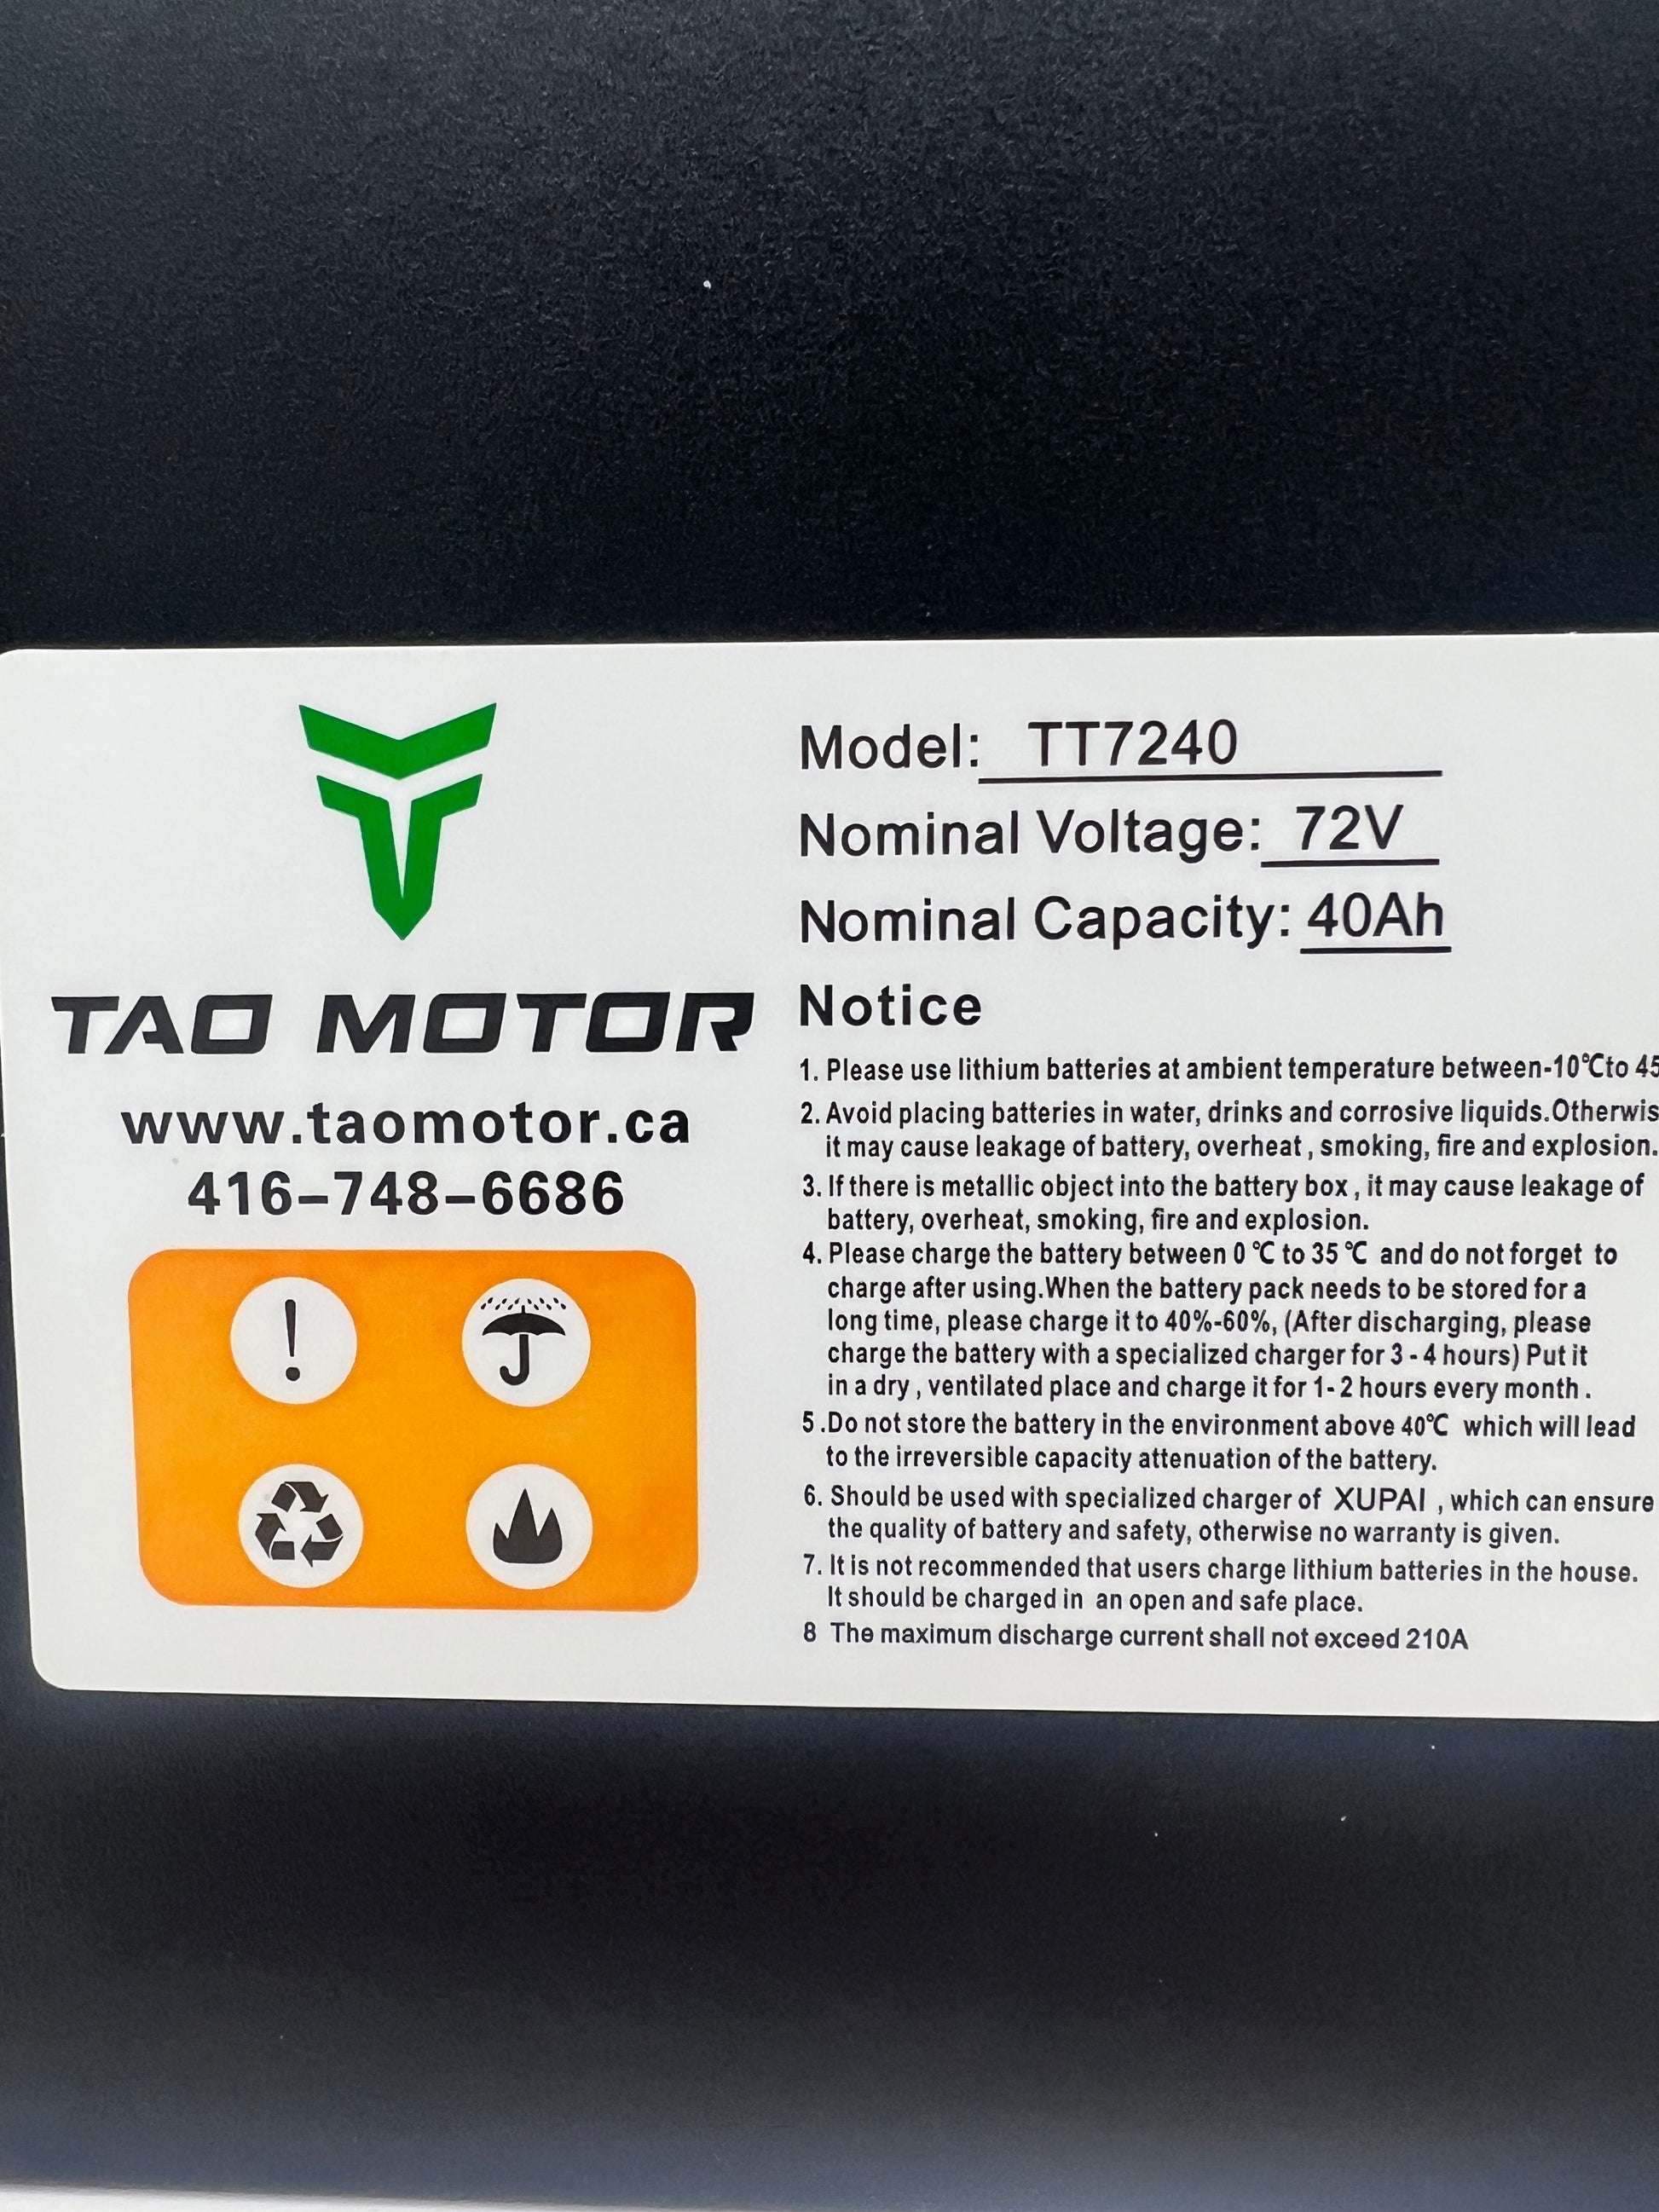 TAO MOTOR
www.taomotor.ca
416-748-6686
Model: TT7240
Nominal Voltage: 72V
Nominal Capacity: 40Ah
Notice
1. Please use lithium batteries at ambient temperature between-10℃to 45
2. Avoid placing batteries in water, drinks and corrosive liquids.Otherwis
it may cause leakage of battery, overheat , smoking, fire and explosion.
3. If there is metallic object into the battery box , it may cause leakage of
battery, overheat, smoking, fire and explosion.
4. Please charge the battery between 0 ℃ to 35 ℃ and do not forget to
charge after using.When the battery pack needs to be stored for a
long time, please charge it to 40%-60%, (After discharging, please
charge the battery with a specialized charger for 3 - 4 hours) Put it
in a dry , ventilated place and charge it for 1- 2 hours every month .
5 .Do not store the battery in the environment above 40℃ which will lead
to the irreversible capacity attenuation of the battery.
6. Should be used with specialized charger of XUPAI , which can ensure
the quality of battery and safety, otherwise no warranty is given.
7. It is not recommended that users charge lithium batteries in the house.
It should be charged in an open and safe place.
8 The maximum discharge current shall not exceed 210A